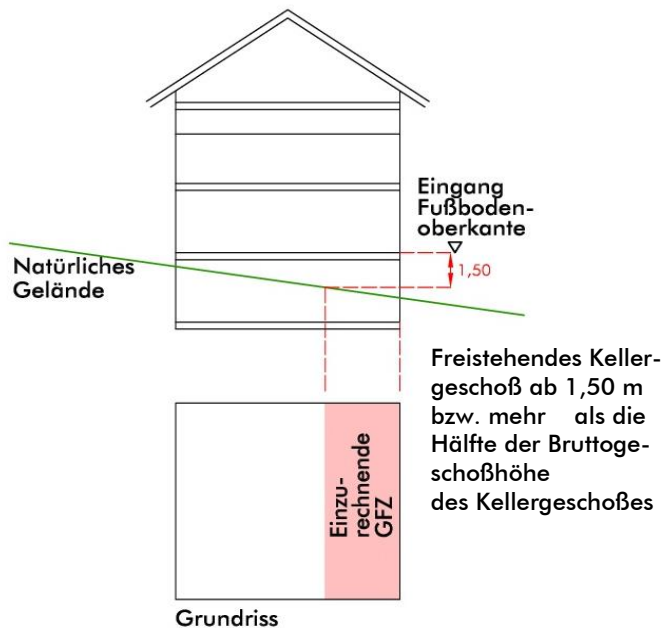 Eingang
Fußboden-
oberkante
1,50
Natürliches
Gelände
Freistehendes Keller-
geschoß ab 1,50 m
bzw. mehr als die
Hälfte der Bruttoge-
schoßhöhe
des Kellergeschoßes
Einzu-
rechnende
GFZ
Grundriss